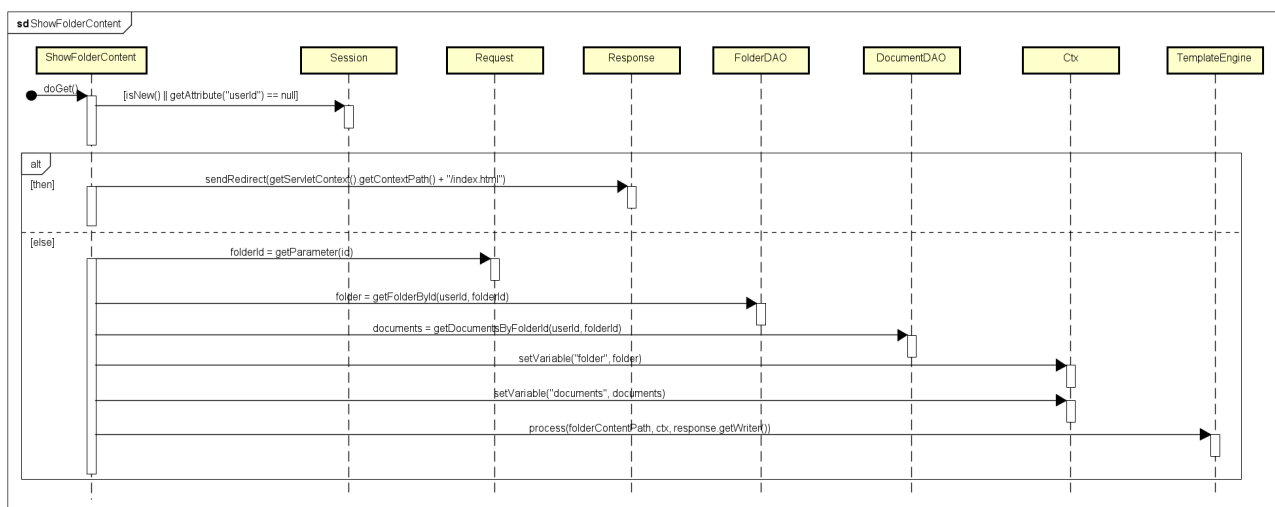 sd ShowFolderContent
ShowFolderContent
Session
Request
Response
FolderDAO
DocumentDAO
Ctx
TemplateEngine
doGet()
[isNew() || getAttribute("userId") == null]
alt
[then]
sendRedirect(getServletContext().getContextPath() + "/index.html")
[else]
folderId = getParameter(id)
folder = getFolderById(userId, folderId)
documents = getDocumentsByFolderId(userId, folderId)
setVariable("folder", folder)
setVariable("documents", documents)
process(folderContentPath, ctx, response.getWriter())